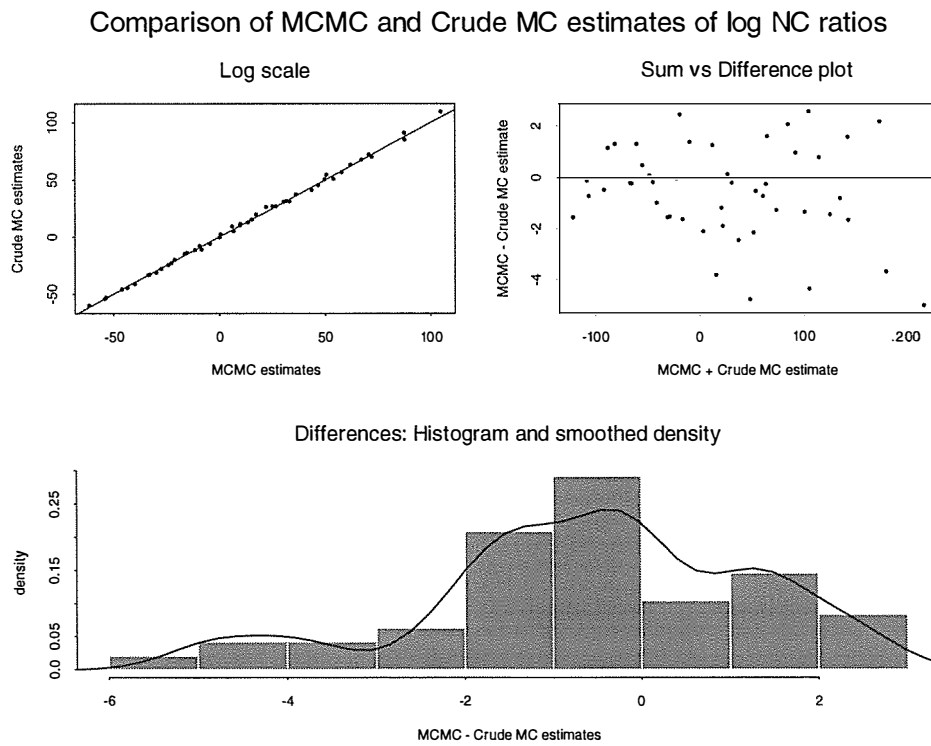 Comparison of MCMC and Crude MC estimates of log NC ratios
Log scale
Crude MC estimates
100
50
0
-50
-50
0
50
100
MCMC estimates
Sum vs Difference plot
MCMC - Crude MC estimate
2
0
-2
-4
-100
0
100
.200
MCMC + Crude MC estimate
Differences: Histogram and smoothed density
density
0.25
0.15
0.05
0.0
-6
-4
-2
0
2
MCMC - Crude MC estimates